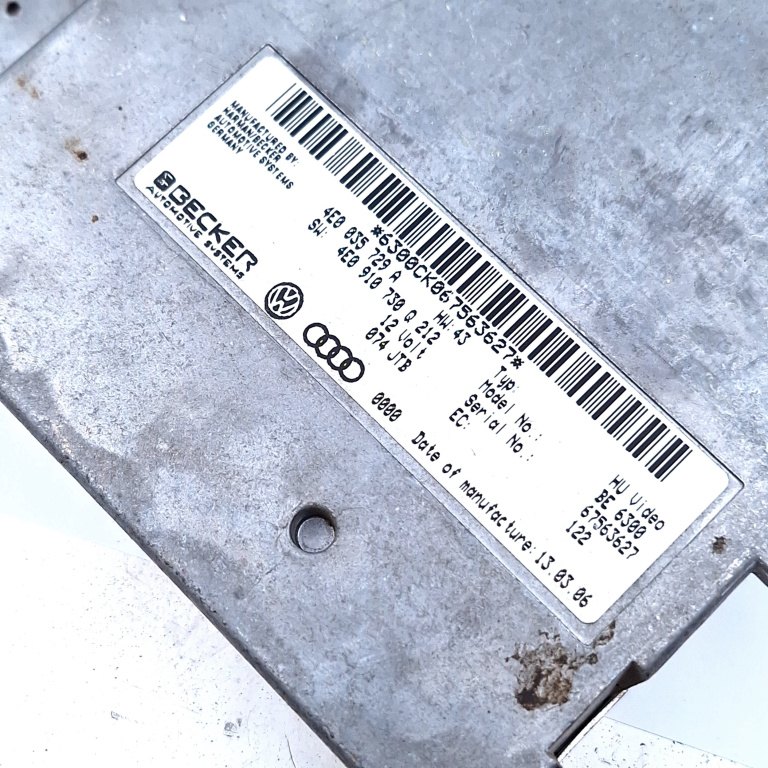 MANUFACTURED BY:
HARMAN/BECKER
AUTOMOTIVE SYSTEMS
GERMANY
BECKER
AUTOMOTIVE SYSTEMS
*6300CK067563627*
4E0 035 729 A HW:43
SW: 4E0 910 730 Q 212
12 Volt
074 JTB
0000
Typ: HU Video
Model No.: BE 6300
Serial No.: 67563627
EC: 122
Date of manufacture: 13.03.06